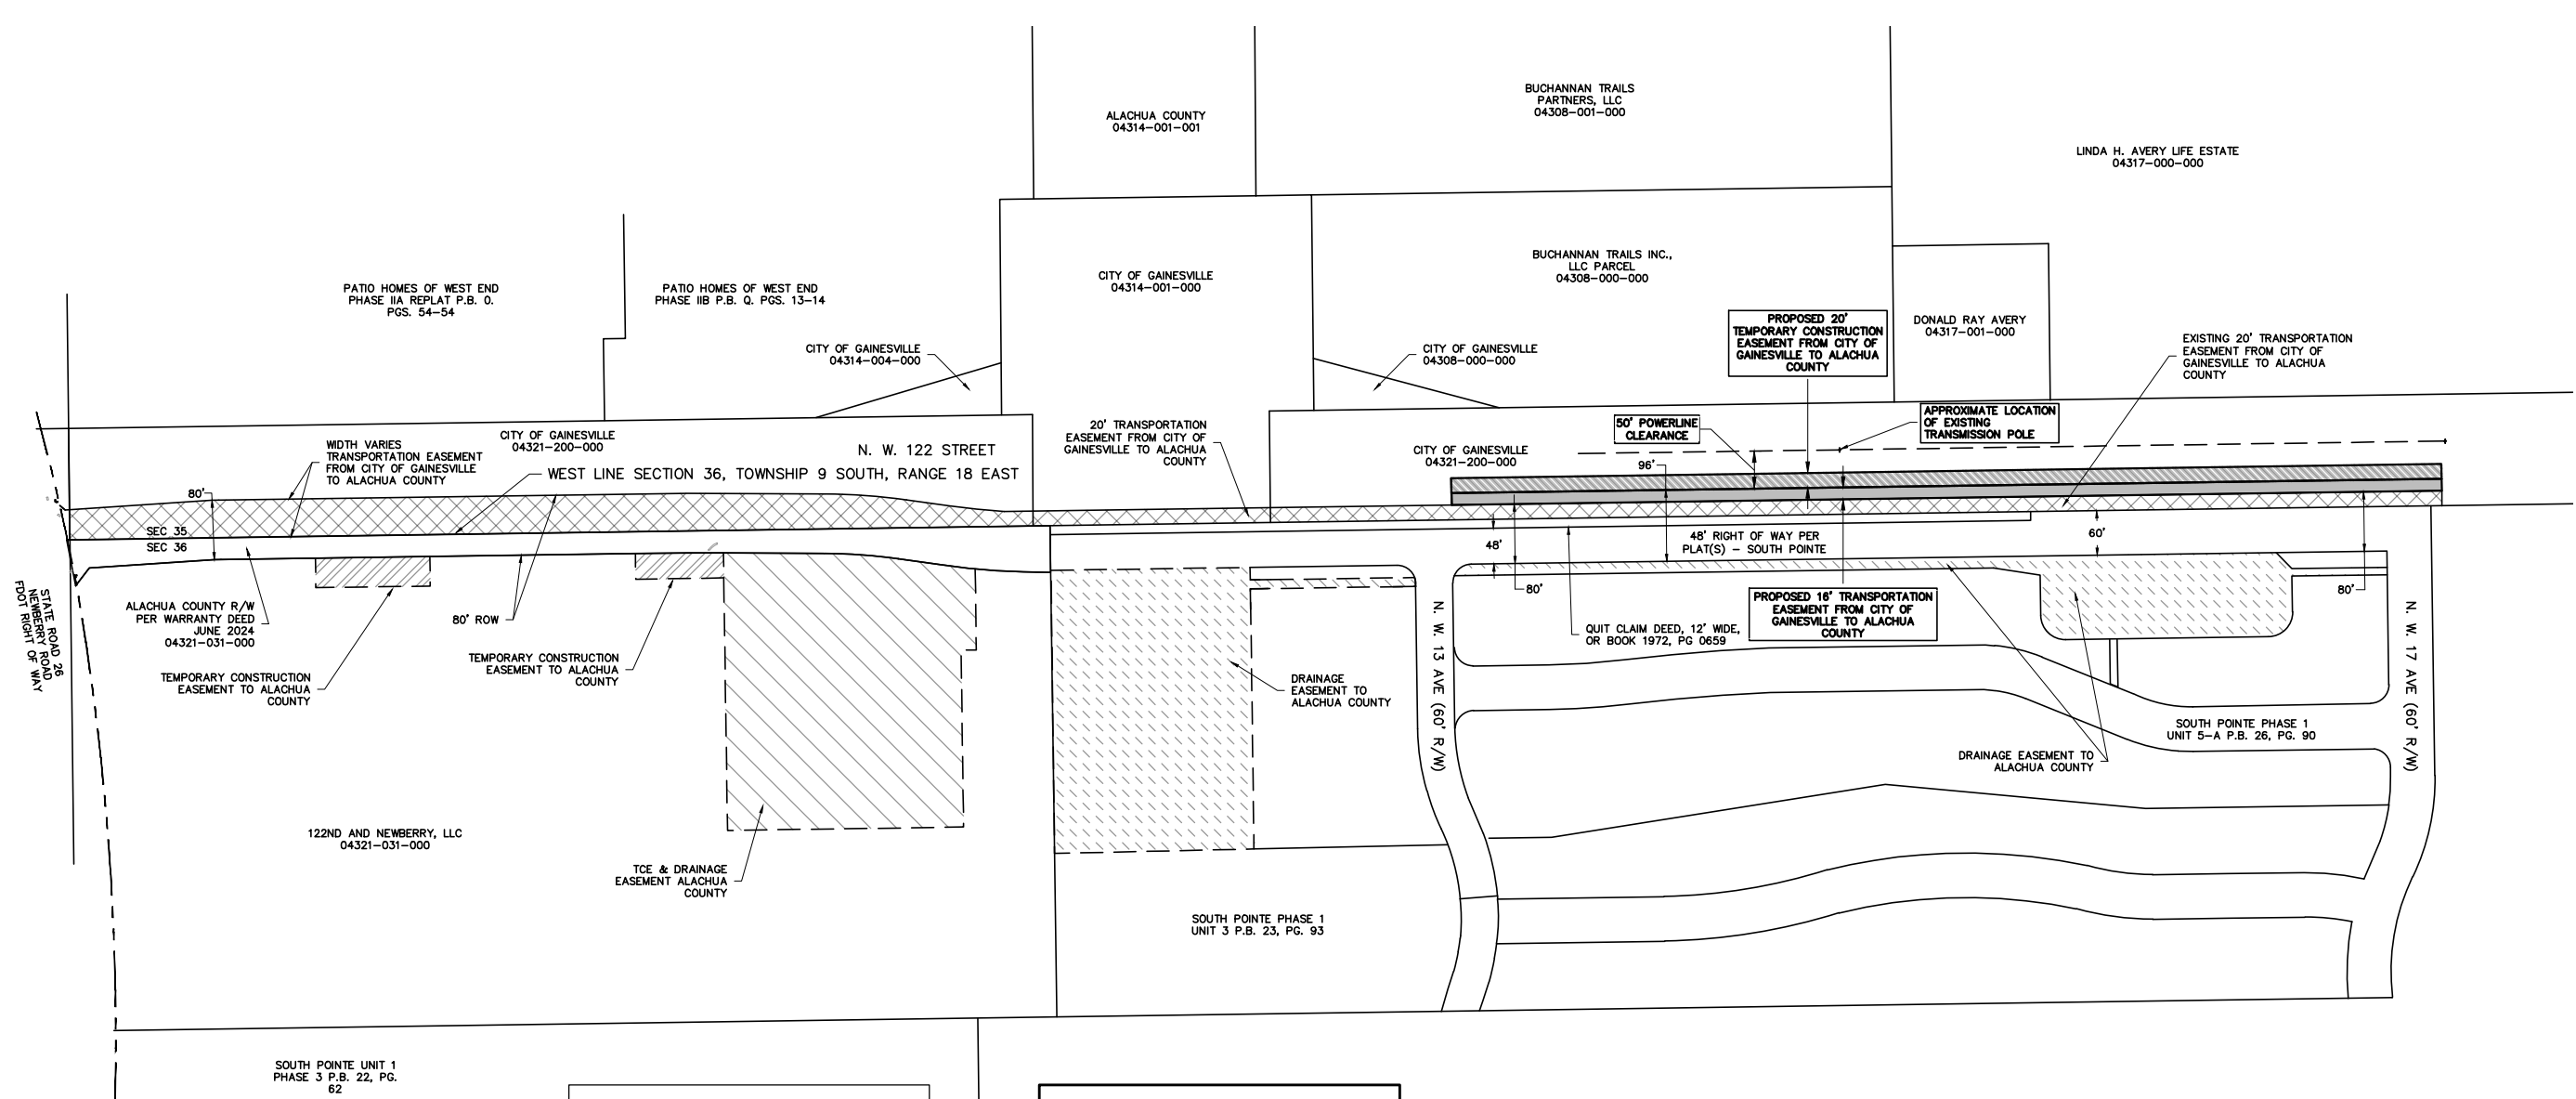 ALACHUA COUNTY
04314-001-001
BUCHANNAN TRAILS
PARTNERS, LLC
04308-001-000
LINDA H. AVERY LIFE ESTATE
04317-000-000
PATIO HOMES OF WEST END
PHASE IIA REPLAT P.B. O.
PGS. 54-54
PATIO HOMES OF WEST END
PHASE IIB P.B. Q. PGS. 13-14
CITY OF GAINESVILLE
04314-001-000
BUCHANNAN TRAILS INC.,
LLC PARCEL
04308-000-000
PROPOSED 20'
TEMPORARY CONSTRUCTION
EASEMENT FROM CITY OF
GAINESVILLE TO ALACHUA
COUNTY
DONALD RAY AVERY
04317-001-000
EXISTING 20' TRANSPORTATION
EASEMENT FROM CITY OF
GAINESVILLE TO ALACHUA
COUNTY
CITY OF GAINESVILLE
04314-004-000
CITY OF GAINESVILLE
04308-000-000
WIDTH VARIES
TRANSPORTATION EASEMENT
FROM CITY OF GAINESVILLE
TO ALACHUA COUNTY
CITY OF GAINESVILLE
04321-200-000
N. W. 122 STREET
WEST LINE SECTION 36, TOWNSHIP 9 SOUTH, RANGE 18 EAST
20' TRANSPORTATION
EASEMENT FROM CITY OF
GAINESVILLE TO ALACHUA
COUNTY
CITY OF GAINESVILLE
04321-200-000
50' POWERLINE
CLEARANCE
APPROXIMATE LOCATION
OF EXISTING
TRANSMISSION POLE
96'
80'
SEC 35
SEC 36
48'
48' RIGHT OF WAY PER
PLAT(S) - SOUTH POINTE
60'
80'
80'
STATE ROAD 26
NEWBERRY ROAD
FDOT RIGHT OF WAY
ALACHUA COUNTY R/W
PER WARRANTY DEED
JUNE 2024
04321-031-000
80' ROW
TEMPORARY CONSTRUCTION
EASEMENT TO ALACHUA
COUNTY
TEMPORARY CONSTRUCTION
EASEMENT TO ALACHUA
COUNTY
DRAINAGE
EASEMENT TO
ALACHUA COUNTY
N. W. 13 AVE (60' R/W)
QUIT CLAIM DEED, 12' WIDE,
OR BOOK 1972, PG 0659
PROPOSED 16' TRANSPORTATION
EASEMENT FROM CITY OF
GAINESVILLE TO ALACHUA
COUNTY
N. W. 17 AVE (60' R/W)
SOUTH POINTE PHASE 1
UNIT 5-A P.B. 26, PG. 90
DRAINAGE EASEMENT TO
ALACHUA COUNTY
122ND AND NEWBERRY, LLC
04321-031-000
TCE & DRAINAGE
EASEMENT ALACHUA
COUNTY
SOUTH POINTE PHASE 1
UNIT 3 P.B. 23, PG. 93
SOUTH POINTE UNIT 1
PHASE 3 P.B. 22, PG.
62